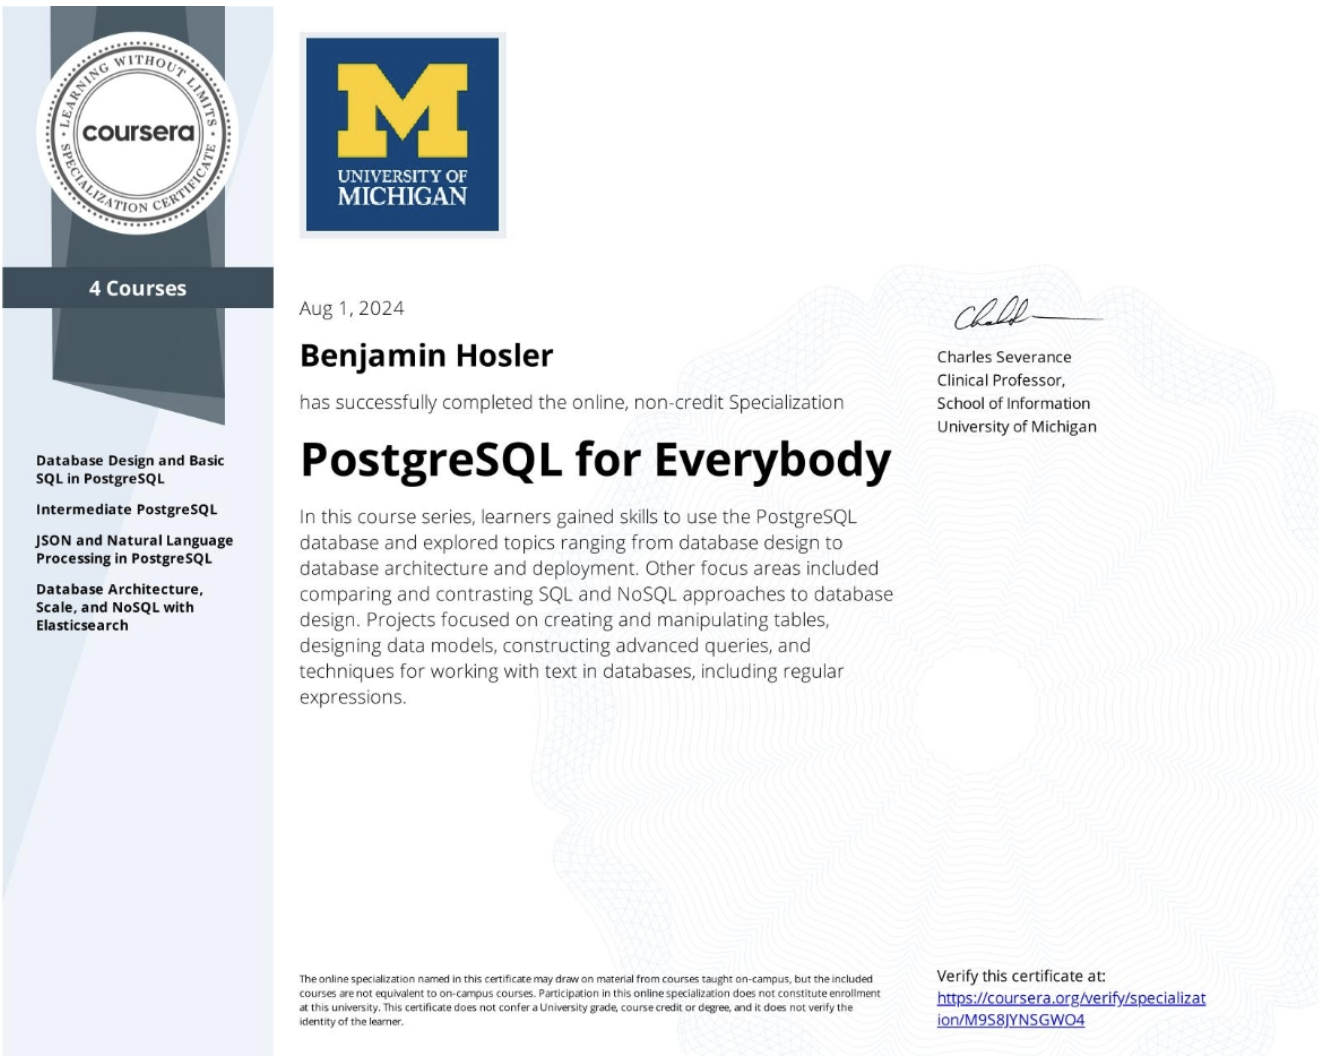 LEARNING WITHOUT LIMITS
coursera
SPECIALIZATION CERTIFICATE
4 Courses
Database Design and Basic
SQL in PostgreSQL
Intermediate PostgreSQL
JSON and Natural Language
Processing in PostgreSQL
Database Architecture,
Scale, and NoSQL with
Elasticsearch
M
UNIVERSITY OF
MICHIGAN
Aug 1, 2024
Benjamin Hosler
has successfully completed the online, non-credit Specialization
PostgreSQL for Everybody
In this course series, learners gained skills to use the PostgreSQL
database and explored topics ranging from database design to
database architecture and deployment. Other focus areas included
comparing and contrasting SQL and NoSQL approaches to database
design. Projects focused on creating and manipulating tables,
designing data models, constructing advanced queries, and
techniques for working with text in databases, including regular
expressions.
Charles Severance
Clinical Professor,
School of Information
University of Michigan
The online specialization named in this certificate may draw on material from courses taught on-campus, but the included
courses are not equivalent to on-campus courses. Participation in this online specialization does not constitute enrollment
at this university. This certificate does not confer a University grade, course credit or degree, and it does not verify the
identity of the learner.
Verify this certificate at:
https://coursera.org/verify/specializat
ion/M9S8JYNSGWO4